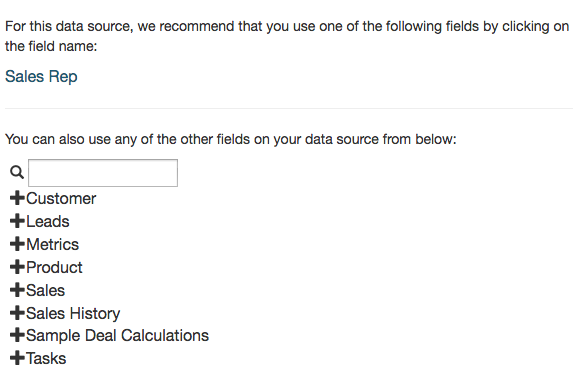 For this data source, we recommend that you use one of the following fields by clicking on
the field name:
Sales Rep
You can also use any of the other fields on your data source from below:
Customer
Leads
Metrics
Product
Sales
Sales History
Sample Deal Calculations
Tasks